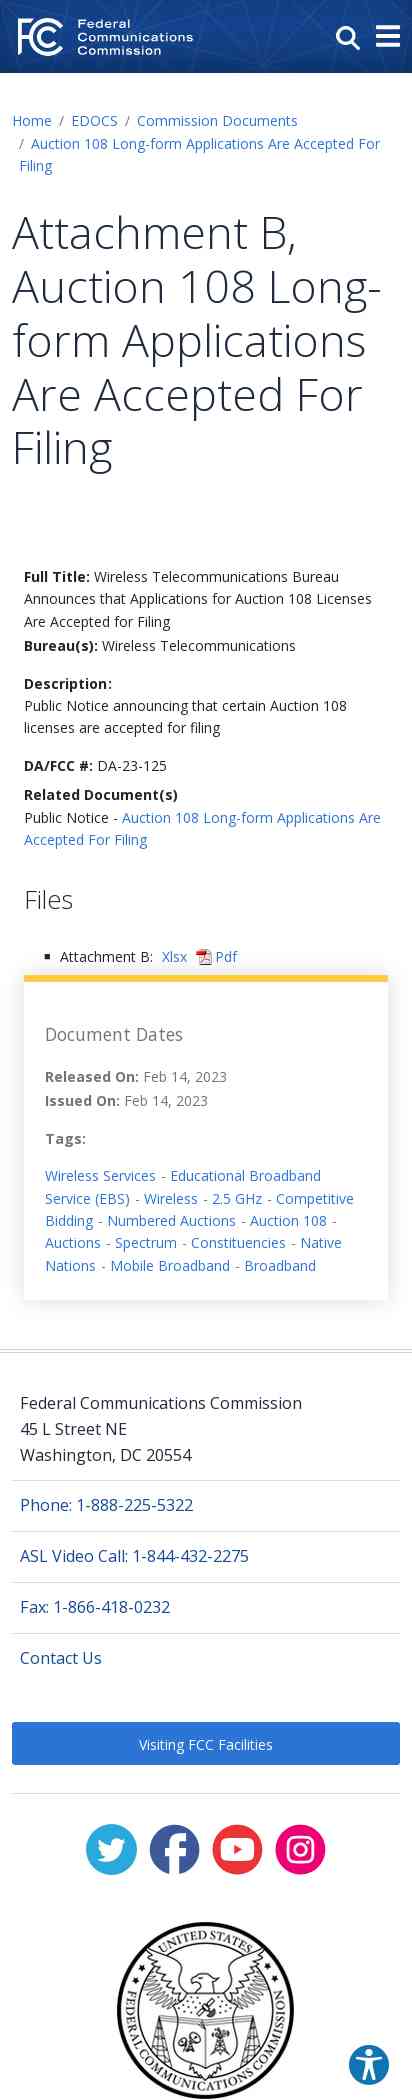 Federal
Communications
Commission
Home / EDOCS / Commission Documents
/ Auction 108 Long-form Applications Are Accepted For
Filing
Attachment B,
Auction 108 Long-
form Applications
Are Accepted For
Filing
Full Title: Wireless Telecommunications Bureau
Announces that Applications for Auction 108 Licenses
Are Accepted for Filing
Bureau(s): Wireless Telecommunications
Description:
Public Notice announcing that certain Auction 108
licenses are accepted for filing
DA/FCC #: DA-23-125
Related Document(s)
Public Notice - Auction 108 Long-form Applications Are
Accepted For Filing
Files
Attachment B: Xlsx Pdf
Document Dates
Released On: Feb 14, 2023
Issued On: Feb 14, 2023
Tags:
Wireless Services - Educational Broadband
Service (EBS) - Wireless - 2.5 GHz - Competitive
Bidding - Numbered Auctions - Auction 108 -
Auctions - Spectrum - Constituencies - Native
Nations - Mobile Broadband - Broadband
Federal Communications Commission
45 L Street NE
Washington, DC 20554
Phone: 1-888-225-5322
ASL Video Call: 1-844-432-2275
Fax: 1-866-418-0232
Contact Us
Visiting FCC Facilities
UNITED STATES
FEDERAL COMMUNICATIONS COMMISSION